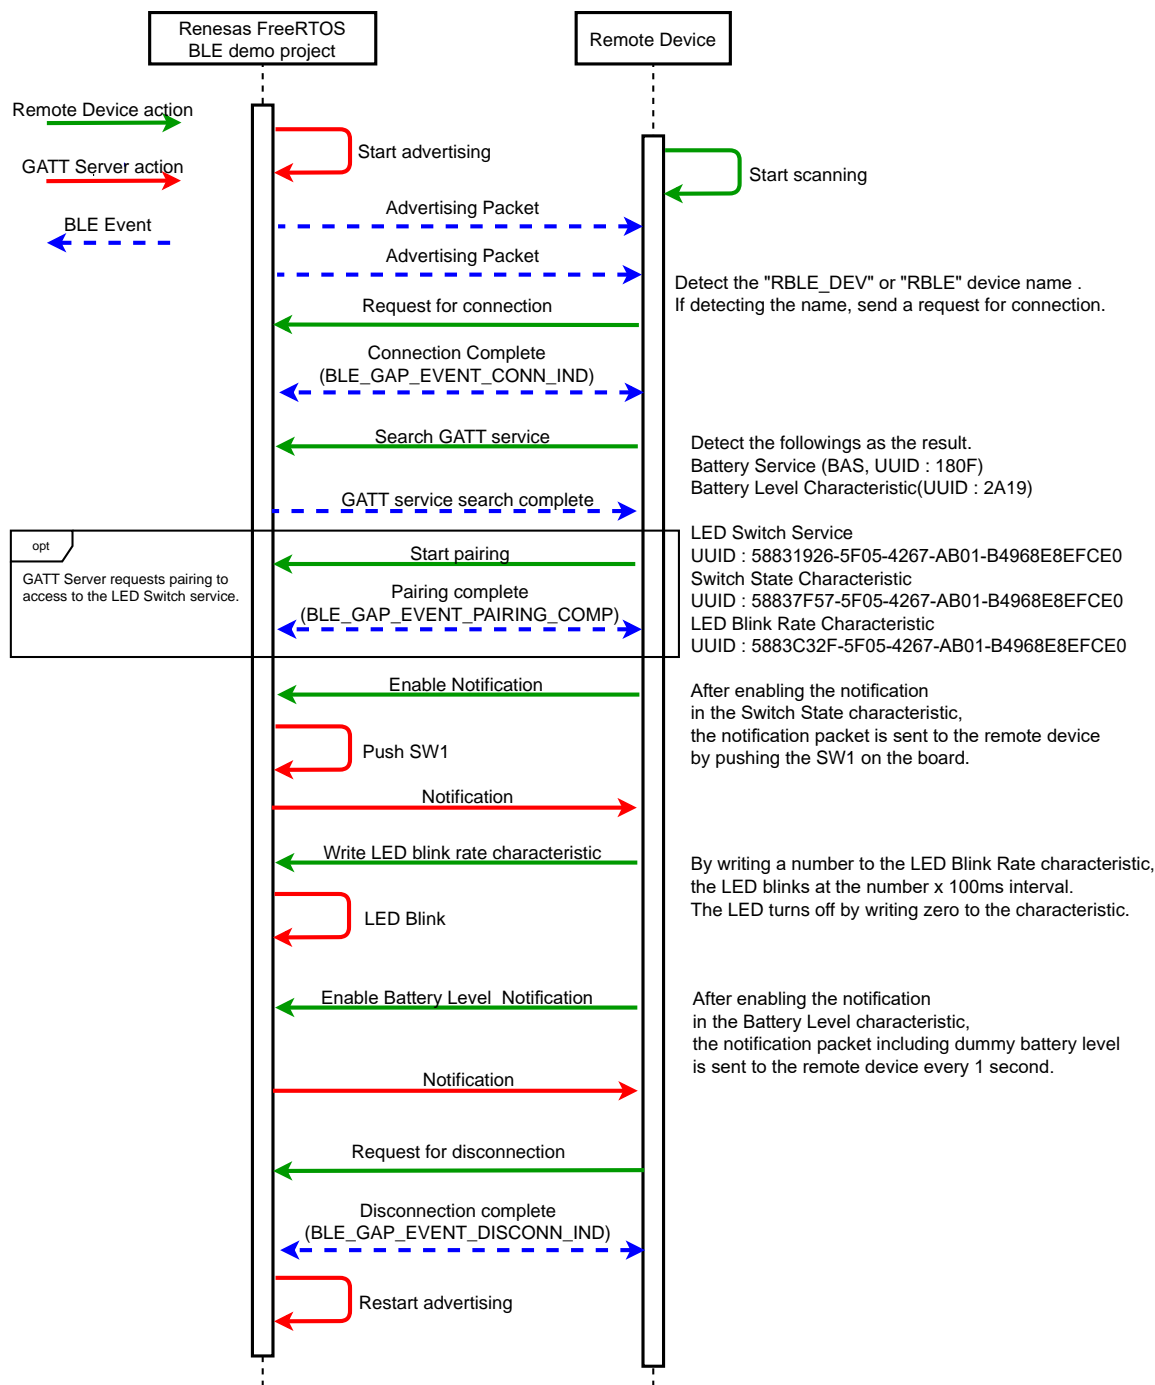 Renesas FreeRTOS
BLE demo project
Remote Device
Remote Device action
GATT Server action
BLE Event
Start advertising
Start scanning
Advertising Packet
Advertising Packet
Detect the "RBLE_DEV" or "RBLE" device name .
If detecting the name, send a request for connection.
Request for connection
Connection Complete
(BLE_GAP_EVENT_CONN_IND)
Search GATT service
Detect the followings as the result.
Battery Service (BAS, UUID : 180F)
Battery Level Characteristic(UUID : 2A19)
GATT service search complete
LED Switch Service
UUID : 58831926-5F05-4267-AB01-B4968E8EFCE0
Switch State Characteristic
UUID : 58837F57-5F05-4267-AB01-B4968E8EFCE0
LED Blink Rate Characteristic
UUID : 5883C32F-5F05-4267-AB01-B4968E8EFCE0
opt
GATT Server requests pairing to
access to the LED Switch service.
Start pairing
Pairing complete
(BLE_GAP_EVENT_PAIRING_COMP)
Enable Notification
After enabling the notification
in the Switch State characteristic,
the notification packet is sent to the remote device
by pushing the SW1 on the board.
Push SW1
Notification
Write LED blink rate characteristic
By writing a number to the LED Blink Rate characteristic,
the LED blinks at the number x 100ms interval.
The LED turns off by writing zero to the characteristic.
LED Blink
Enable Battery Level  Notification
After enabling the notification
in the Battery Level characteristic,
the notification packet including dummy battery level
is sent to the remote device every 1 second.
Notification
Request for disconnection
Disconnection complete
(BLE_GAP_EVENT_DISCONN_IND)
Restart advertising